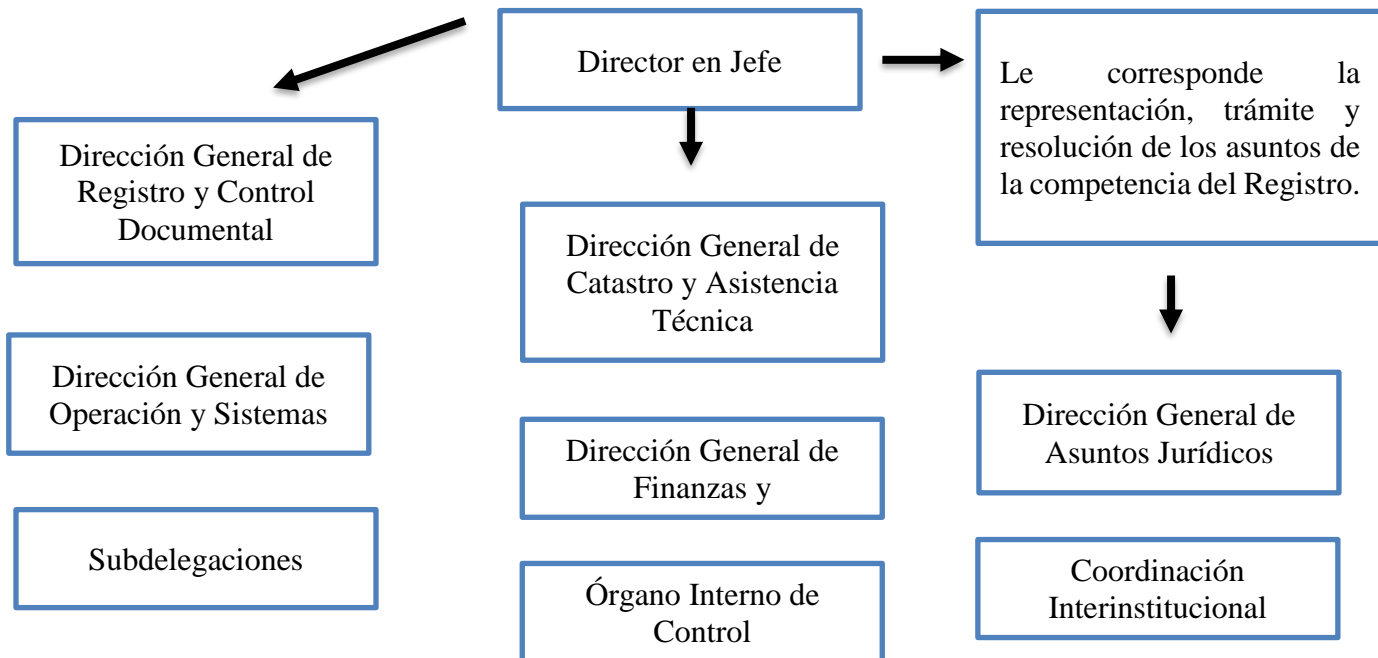 Director en Jefe
Le corresponde la
representación, trámite y
resolución de los asuntos de
la competencia del Registro.
Dirección General de
Registro y Control
Documental
Dirección General de
Catastro y Asistencia
Técnica
Dirección General de
Operación y Sistemas
Dirección General de
Asuntos Jurídicos
Dirección General de
Finanzas y
Subdelegaciones
Coordinación
Interinstitucional
Órgano Interno de
Control